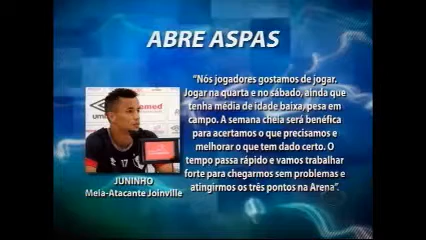 ABRE ASPAS
"Nós jogadores gostamos de jogar.
Jogar na quarta e no sábado, ainda que
tenha média de idade baixa, pesa em
campo. A semana cheia será benéfica
para acertamos o que precisamos e
melhorar o que tem dado certo. O
tempo passa rápido e vamos trabalhar
forte para chegarmos sem problemas e
atingirmos os três pontos na Arena".
umbro
17
JUNINHO
Meia-Atacante Joinville